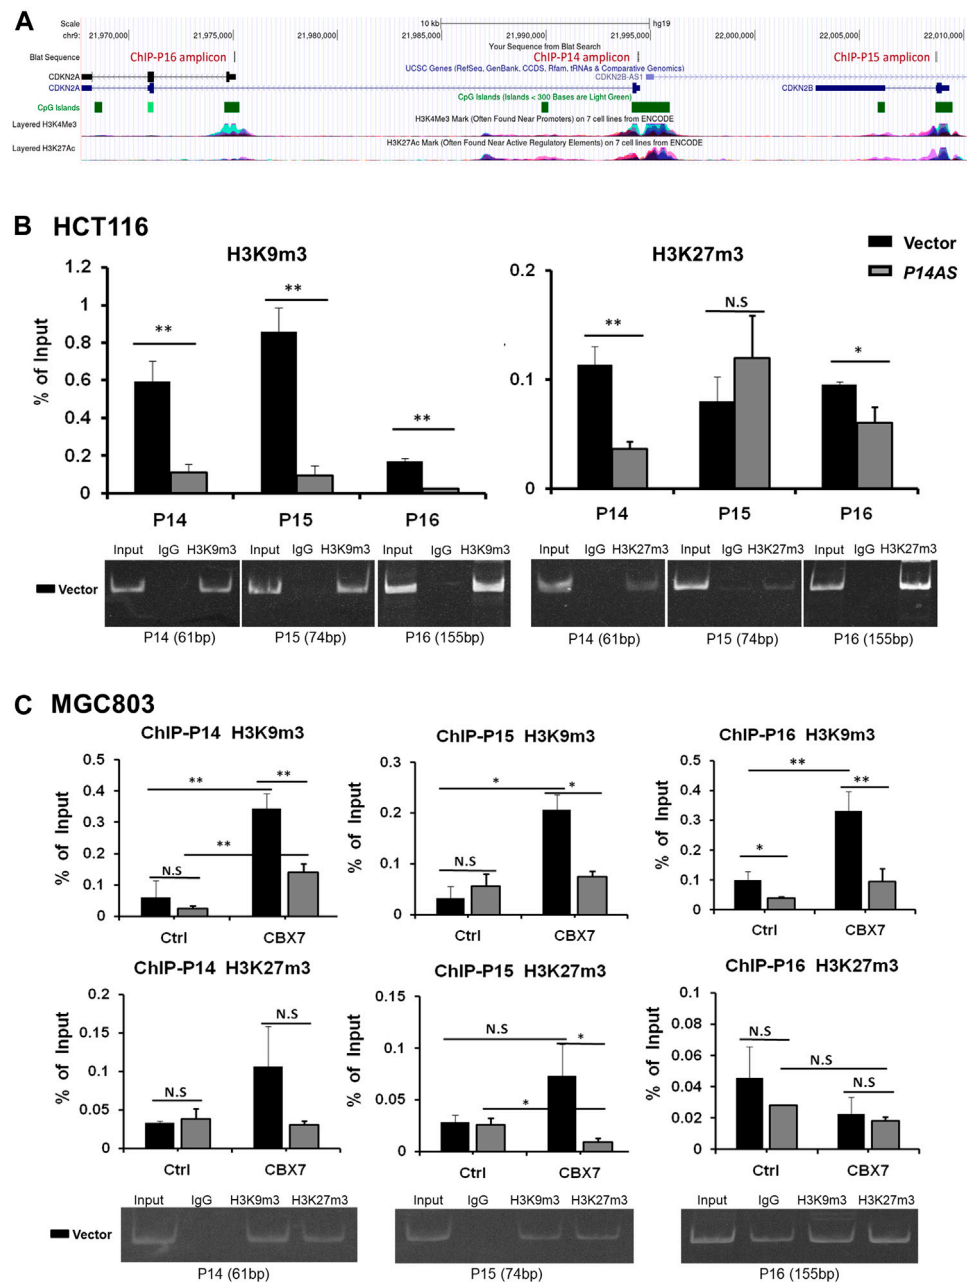 A
Scale
10 kb
hg19
chr9:
21,970,000
21,975,000
21,980,000
21,985,000
21,990,000
21,995,000
22,000,000
22,005,000
22,010,000
Your Sequence from Blat Search
Blat Sequence
ChIP-P16 amplicon
ChIP-P14 amplicon
ChIP-P15 amplicon
UCSC Genes (RefSeq, GenBank, CCDS, Rfam, tRNAs & Comparative Genomics)
CDKN2A
CDKN2B-AS1
CDKN2A
CDKN2B
CpG Islands (Islands < 300 Bases are Light Green)
CpG Islands
H3K4Me3 Mark (Often Found Near Promoters) on 7 cell lines from ENCODE
Layered H3K4Me3
H3K27Ac Mark (Often Found Near Active Regulatory Elements) on 7 cell lines from ENCODE
Layered H3K27Ac
B HCT116
H3K9m3
% of Input
1.2
1
0.8
0.6
0.4
0.2
0
**
**
**
P14
P15
P16
H3K27m3
0.2
0.1
0
**
N.S
*
P14
P15
P16
Vector
P14AS
Input IgG H3K9m3
Input IgG H3K9m3
Input IgG H3K9m3
Input IgG H3K27m3
Input IgG H3K27m3
Input IgG H3K27m3
Vector
P14 (61bp)
P15 (74bp)
P16 (155bp)
P14 (61bp)
P15 (74bp)
P16 (155bp)
C MGC803
ChIP-P14 H3K9m3
% of Input
0.5
0.4
0.3
0.2
0.1
0
**
**
**
N.S
Ctrl
CBX7
ChIP-P15 H3K9m3
% of Input
0.3
0.2
0.1
0
*
*
N.S
Ctrl
CBX7
ChIP-P16 H3K9m3
% of Input
0.5
0.4
0.3
0.2
0.1
0
**
**
*
Ctrl
CBX7
ChIP-P14 H3K27m3
% of Input
0.2
0.15
0.1
0.05
0
N.S
N.S
Ctrl
CBX7
ChIP-P15 H3K27m3
% of Input
0.15
0.1
0.05
0
N.S
*
*
Ctrl
CBX7
ChIP-P16 H3K27m3
% of Input
0.1
0.08
0.06
0.04
0.02
0
N.S
N.S
N.S
Ctrl
CBX7
Input IgG H3K9m3 H3K27m3
Input IgG H3K9m3 H3K27m3
Input IgG H3K9m3 H3K27m3
Vector
P14 (61bp)
P15 (74bp)
P16 (155bp)